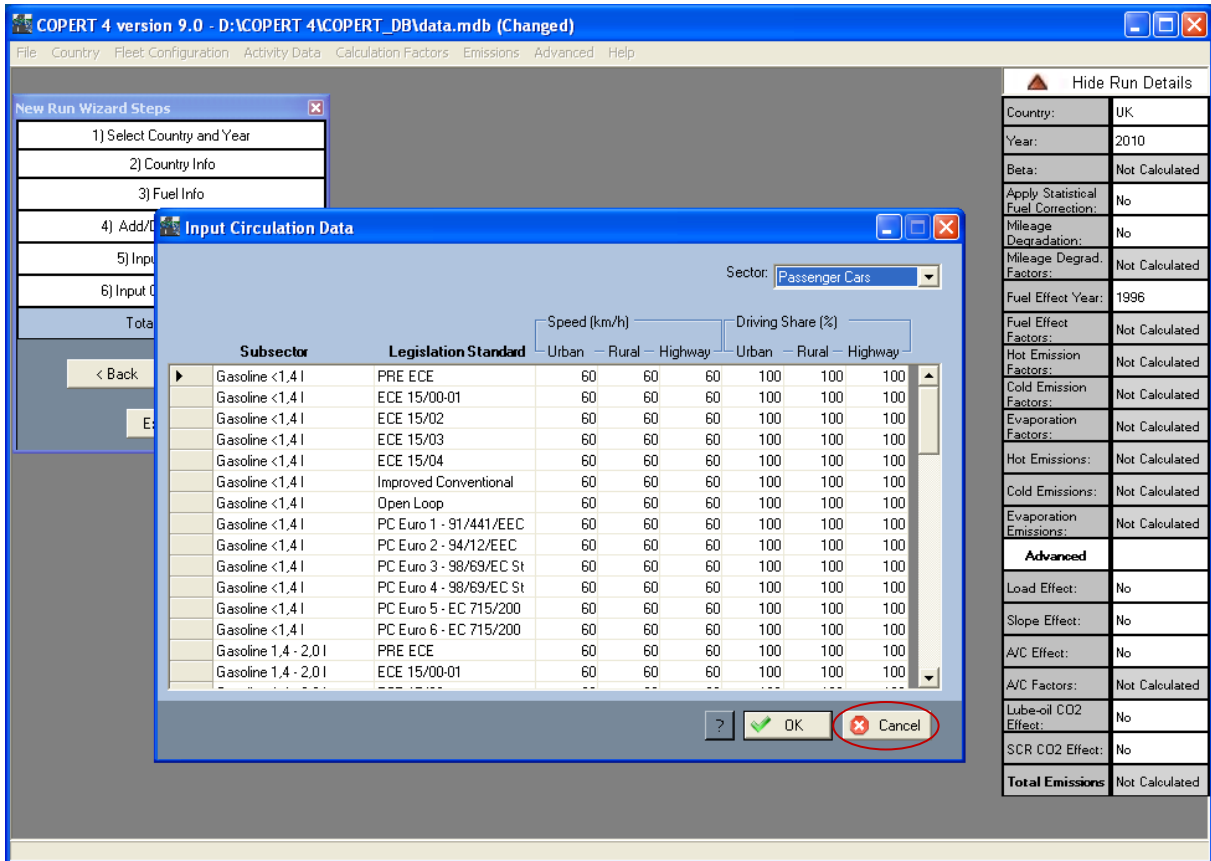 COPERT 4 version 9.0 - D:\COPERT 4\COPERT_DB\data.mdb (Changed)
File Country Fleet Configuration Activity Data Calculation Factors Emissions Advanced Help
New Run Wizard Steps
1) Select Country and Year
2) Country Info
3) Fuel Info
4) Add/D
5) Inpu
6) Input C
Tota
< Back
Es
Input Circulation Data
Sector: Passenger Cars
Speed (km/h) Driving Share (%)
Subsector Legislation Standard Urban Rural Highway Urban Rural Highway
Gasoline <1,4 l PRE ECE 60 60 60 100 100 100
Gasoline <1,4 l ECE 15/00-01 60 60 60 100 100 100
Gasoline <1,4 l ECE 15/02 60 60 60 100 100 100
Gasoline <1,4 l ECE 15/03 60 60 60 100 100 100
Gasoline <1,4 l ECE 15/04 60 60 60 100 100 100
Gasoline <1,4 l Improved Conventional 60 60 60 100 100 100
Gasoline <1,4 l Open Loop 60 60 60 100 100 100
Gasoline <1,4 l PC Euro 1 - 91/441/EEC 60 60 60 100 100 100
Gasoline <1,4 l PC Euro 2 - 94/12/EEC 60 60 60 100 100 100
Gasoline <1,4 l PC Euro 3 - 98/69/EC St 60 60 60 100 100 100
Gasoline <1,4 l PC Euro 4 - 98/69/EC St 60 60 60 100 100 100
Gasoline <1,4 l PC Euro 5 - EC 715/200 60 60 60 100 100 100
Gasoline <1,4 l PC Euro 6 - EC 715/200 60 60 60 100 100 100
Gasoline 1,4 - 2,0 l PRE ECE 60 60 60 100 100 100
Gasoline 1,4 - 2,0 l ECE 15/00-01 60 60 60 100 100 100
? OK Cancel
Hide Run Details
Country: UK
Year: 2010
Beta: Not Calculated
Apply Statistical
Fuel Correction: No
Mileage
Degradation: No
Mileage Degrad.
Factors: Not Calculated
Fuel Effect Year: 1996
Fuel Effect
Factors: Not Calculated
Hot Emission
Factors: Not Calculated
Cold Emission
Factors: Not Calculated
Evaporation
Factors: Not Calculated
Hot Emissions: Not Calculated
Cold Emissions: Not Calculated
Evaporation
Emissions: Not Calculated
Advanced
Load Effect: No
Slope Effect: No
A/C Effect: No
A/C Factors: Not Calculated
Lube-oil CO2
Effect: No
SCR CO2 Effect: No
Total Emissions Not Calculated